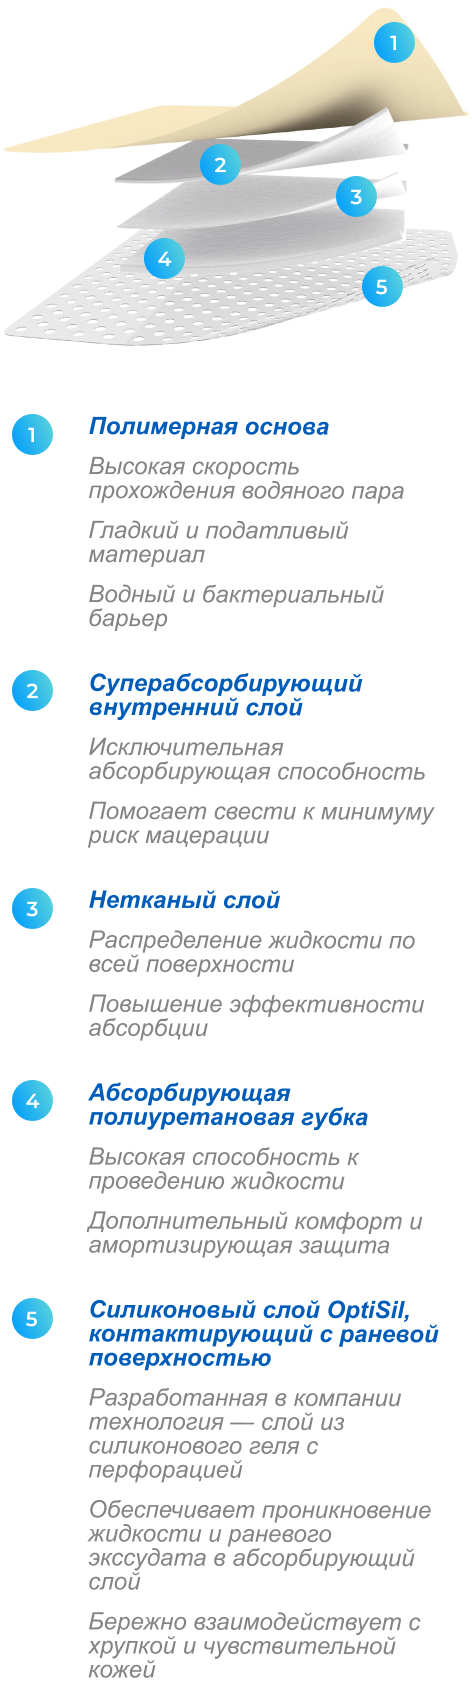 1
2
3
4
5
1
Полимерная основа
Высокая скорость
прохождения водяного пара
Гладкий и податливый
материал
Водный и бактериальный
барьер
2
Суперабсорбирующий
внутренний слой
Исключительная
абсорбирующая способность
Помогает свести к минимуму
риск мацерации
3
Нетканый слой
Распределение жидкости по
всей поверхности
Повышение эффективности
абсорбции
4
Абсорбирующая
полиуретановая губка
Высокая способность к
проведению жидкости
Дополнительный комфорт и
амортизирующая защита
5
Силиконовый слой OptiSil,
контактирующий с раневой
поверхностью
Разработанная в компании
технология — слой из
силиконового геля с
перфорацией
Обеспечивает проникновение
жидкости и раневого
экссудата в абсорбирующий
слой
Бережно взаимодействует с
хрупкой и чувствительной
кожей